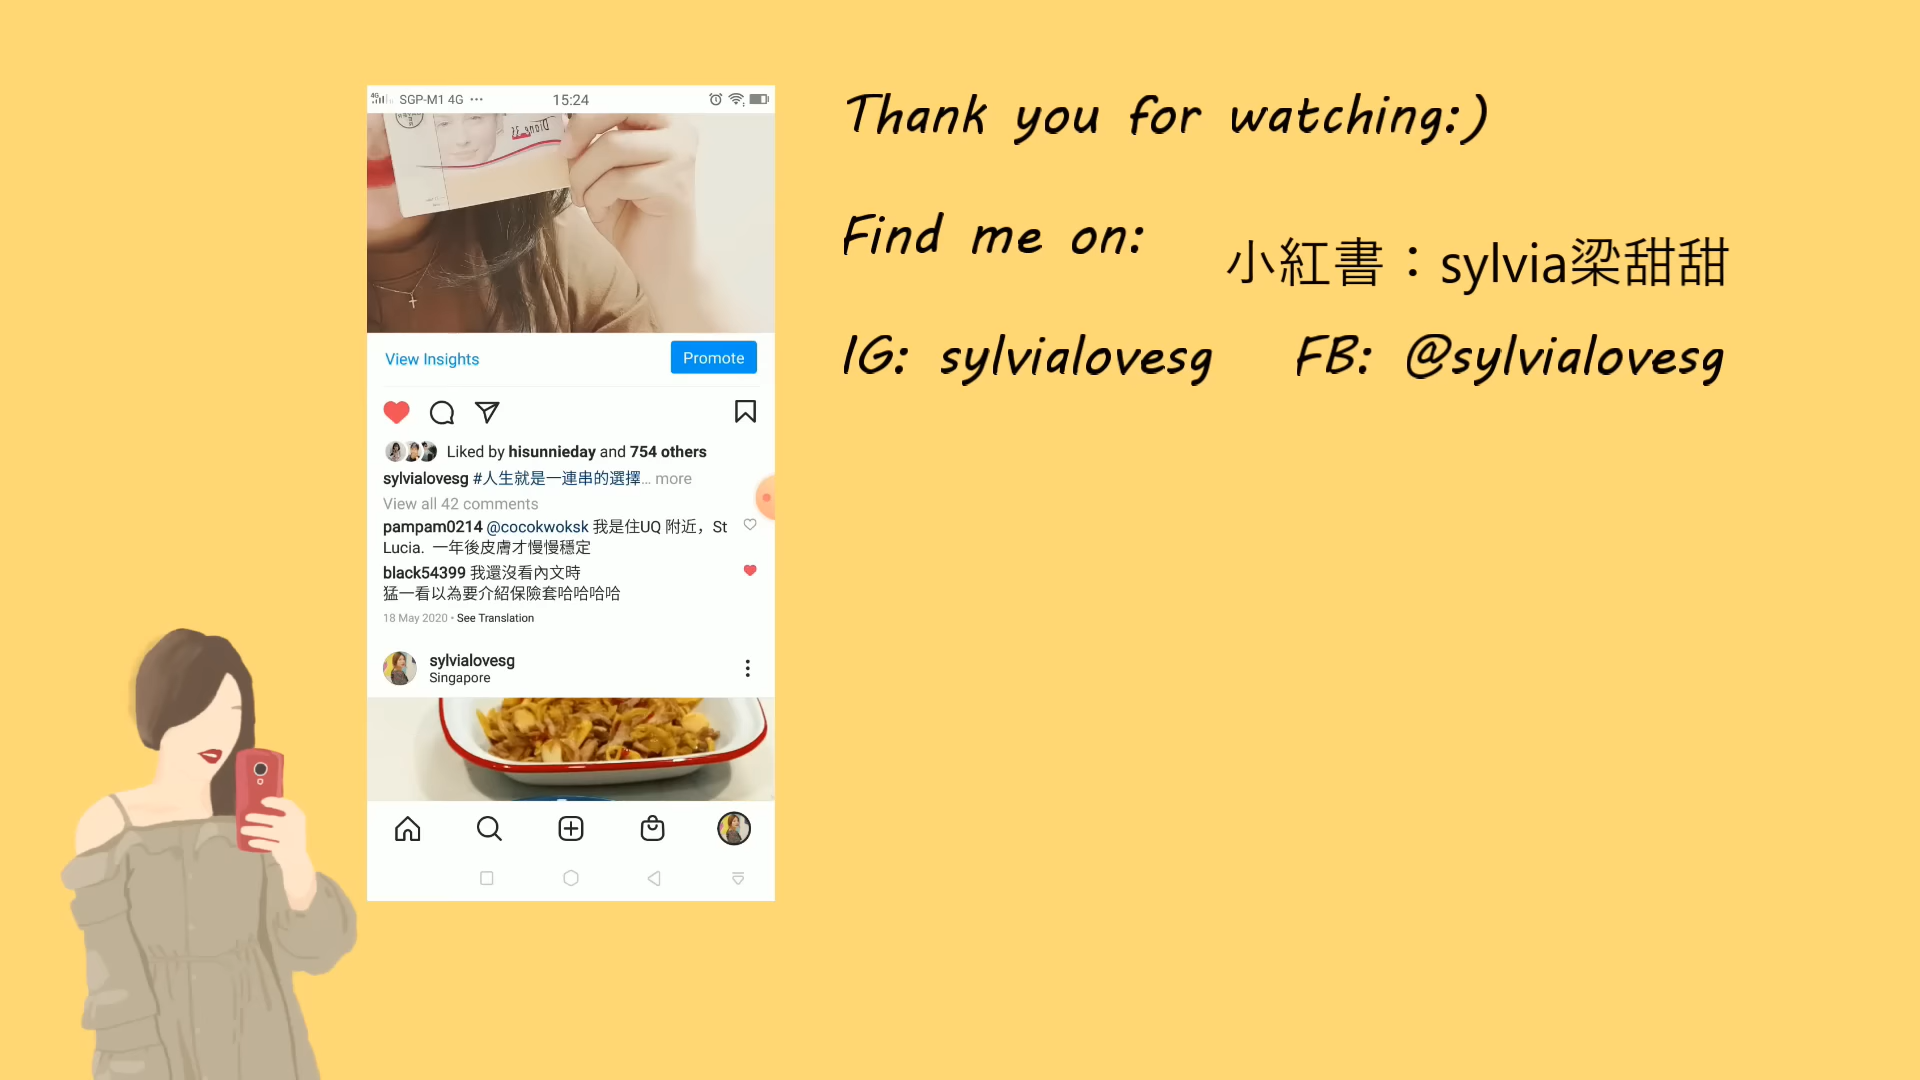 SGP-M1 4G ... 15:24
Diane 35
View Insights
Promote
Liked by hisunnieday and 754 others
sylvialovesg #人生就是一連串的選擇... more
View all 42 comments
pampam0214 @cocokwoksk 我是住UQ 附近，St
Lucia. 一年後皮膚才慢慢穩定
black54399 我還沒看內文時
猛一看以為要介紹保險套哈哈哈哈
18 May 2020 · See Translation
sylvialovesg
Singapore
Thank you for watching:)
Find me on:
小紅書：sylvia梁甜甜
IG: sylvialovesg FB: @sylvialovesg